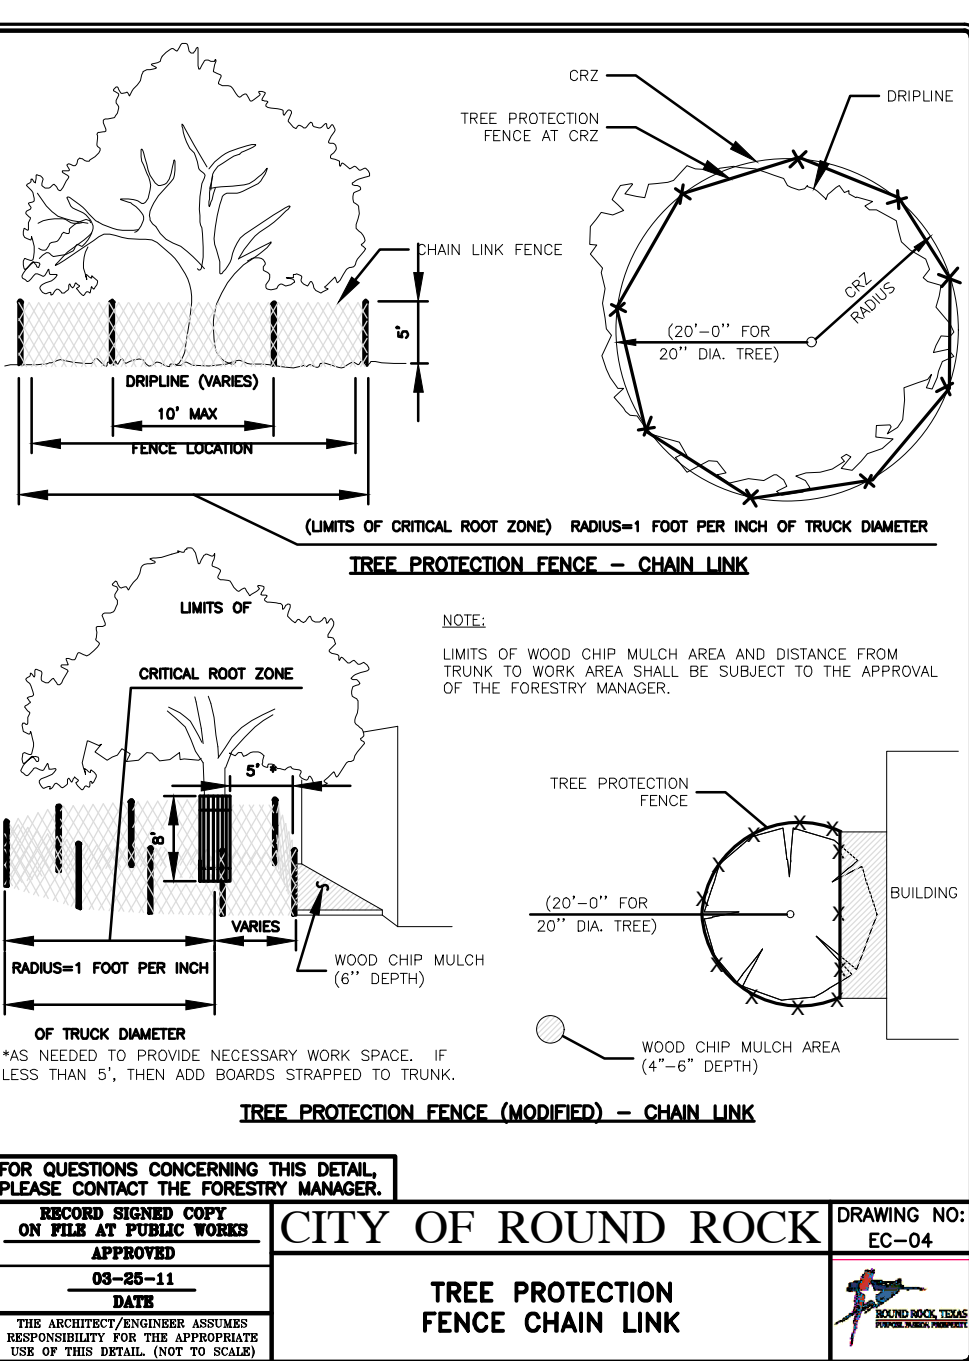 CRZ
DRIPLINE
TREE PROTECTION
FENCE AT CRZ
CHAIN LINK FENCE
CRZ
RADIUS
5'
(20'-0'' FOR
20'' DIA. TREE)
DRIPLINE (VARIES)
10' MAX
FENCE LOCATION
(LIMITS OF CRITICAL ROOT ZONE) RADIUS=1 FOOT PER INCH OF TRUCK DIAMETER
TREE PROTECTION FENCE - CHAIN LINK
LIMITS OF
CRITICAL ROOT ZONE
NOTE:
LIMITS OF WOOD CHIP MULCH AREA AND DISTANCE FROM
TRUNK TO WORK AREA SHALL BE SUBJECT TO THE APPROVAL
OF THE FORESTRY MANAGER.
5' *
8'
VARIES
RADIUS=1 FOOT PER INCH
OF TRUCK DIAMETER
WOOD CHIP MULCH
(6'' DEPTH)
TREE PROTECTION
FENCE
BUILDING
(20'-0'' FOR
20'' DIA. TREE)
WOOD CHIP MULCH AREA
(4"-6" DEPTH)
*AS NEEDED TO PROVIDE NECESSARY WORK SPACE. IF
LESS THAN 5', THEN ADD BOARDS STRAPPED TO TRUNK.
TREE PROTECTION FENCE (MODIFIED) - CHAIN LINK
FOR QUESTIONS CONCERNING THIS DETAIL,
PLEASE CONTACT THE FORESTRY MANAGER.
RECORD SIGNED COPY
ON FILE AT PUBLIC WORKS
APPROVED
03-25-11
DATE
THE ARCHITECT/ENGINEER ASSUMES
RESPONSIBILITY FOR THE APPROPRIATE
USE OF THIS DETAIL. (NOT TO SCALE)
CITY OF ROUND ROCK
TREE PROTECTION
FENCE CHAIN LINK
DRAWING NO:
EC-04
ROUND ROCK, TEXAS
PURPOSE. PASSION. PROSPERITY.